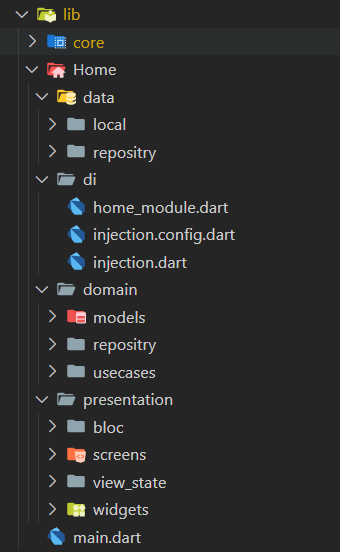 lib
core
Home
data
local
repositry
di
home_module.dart
injection.config.dart
injection.dart
domain
models
repositry
usecases
presentation
bloc
screens
view_state
widgets
main.dart